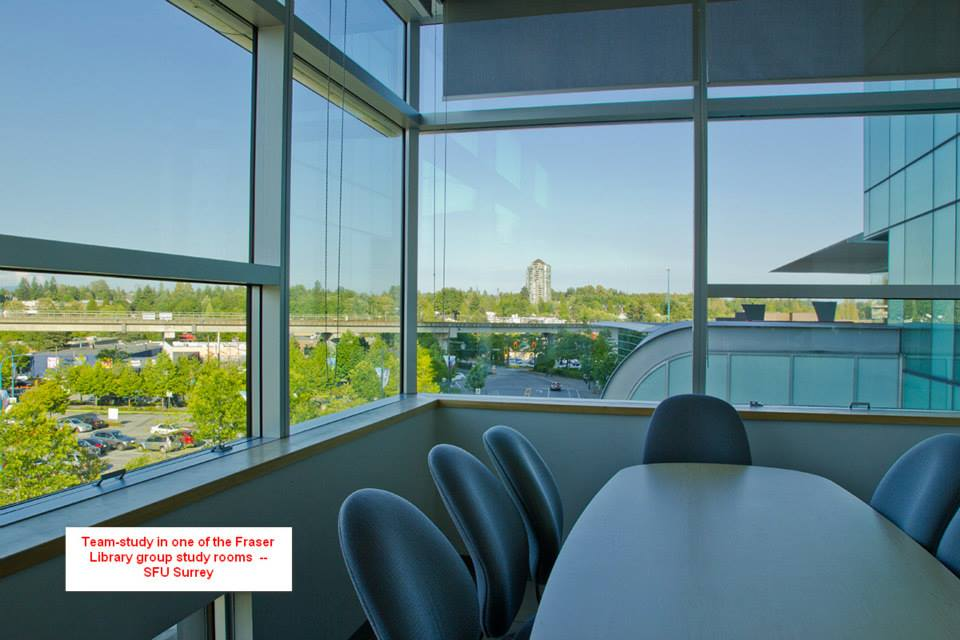 Team-study in one of the Fraser
Library group study rooms --
SFU Surrey